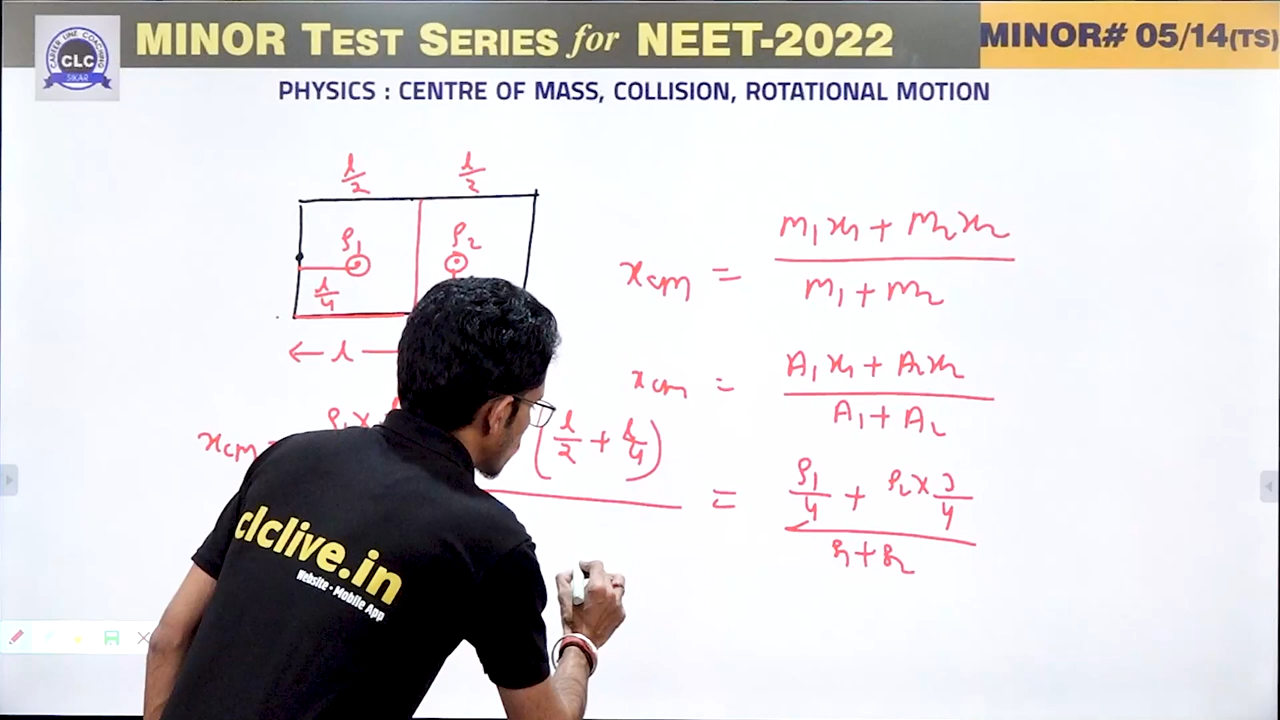 CAREER LINE COACHING
CLC
SIKAR
MINOR TEST SERIES for NEET-2022
MINOR# 05/14(TS)
PHYSICS : CENTRE OF MASS, COLLISION, ROTATIONAL MOTION
l/2 l/2
ρ1 ρ2
l/4
← l —
xcm = (m1x1 + m2x2)/(m1 + m2)
xcm = (A1x1 + A2x2)/(A1 + A2)
xcm =
(l/2 + l/4)
= (ρ1/4 + ρ2 × 3/4)/(ρ1 + ρ2)
clclive.in
Website - Mobile App